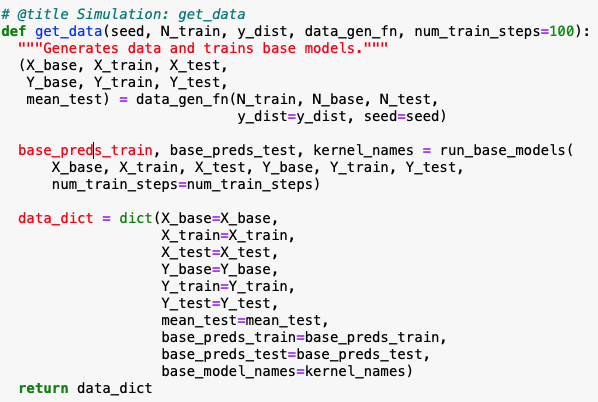 # @title Simulation: get_data
def get_data(seed, N_train, y_dist, data_gen_fn, num_train_steps=100):
  """Generates data and trains base models."""
  (X_base, X_train, X_test,
   Y_base, Y_train, Y_test,
   mean_test) = data_gen_fn(N_train, N_base, N_test,
                            y_dist=y_dist, seed=seed)
  base_preds_train, base_preds_test, kernel_names = run_base_models(
      X_base, X_train, X_test, Y_base, Y_train, Y_test,
      num_train_steps=num_train_steps)
  data_dict = dict(X_base=X_base,
                   X_train=X_train,
                   X_test=X_test,
                   Y_base=Y_base,
                   Y_train=Y_train,
                   Y_test=Y_test,
                   mean_test=mean_test,
                   base_preds_train=base_preds_train,
                   base_preds_test=base_preds_test,
                   base_model_names=kernel_names)
  return data_dict